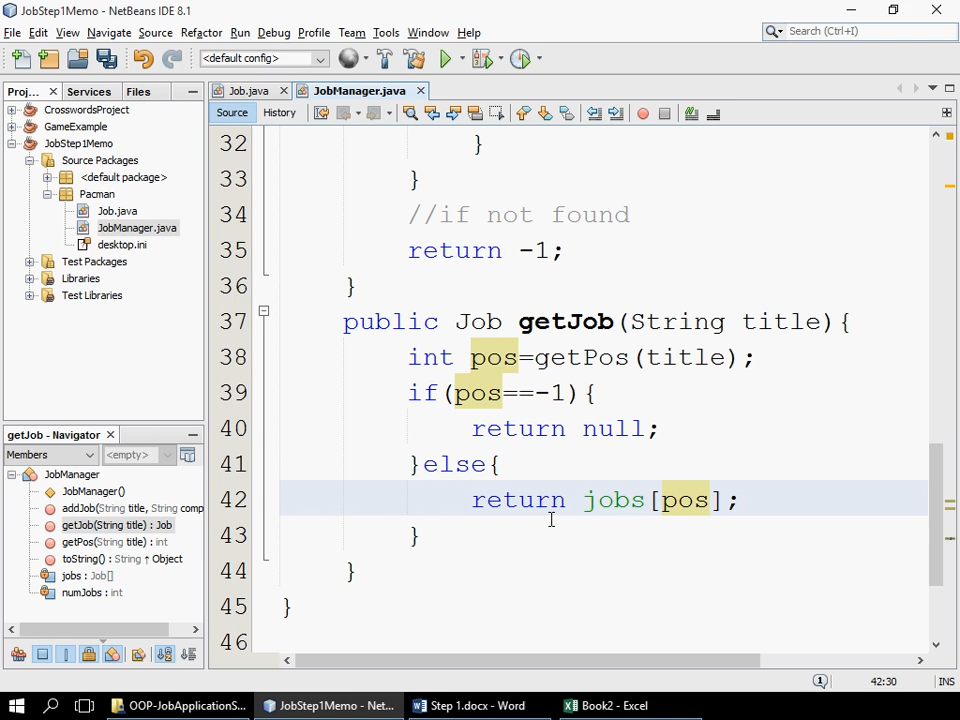 JobStep1Memo - NetBeans IDE 8.1
File Edit View Navigate Source Refactor Run Debug Profile Team Tools Window Help
Search (Ctrl+I)
<default config>
Proj... Services Files
CrosswordsProject
GameExample
JobStep1Memo
Source Packages
<default package>
Pacman
Job.java
JobManager.java
desktop.ini
Test Packages
Libraries
Test Libraries
getJob - Navigator
Members <empty>
JobManager
JobManager()
addJob(String title, String comp
getJob(String title) : Job
getPos(String title) : int
toString() : String ↑ Object
jobs : Job[]
numJobs : int
Job.java JobManager.java
Source History
32 }
33 }
34 //if not found
35 return -1;
36 }
37 public Job getJob(String title){
38 int pos=getPos(title);
39 if(pos==-1){
40 return null;
41 }else{
42 return jobs[pos];
43 }
44 }
45 }
46
1 42:30 INS
OOP-JobApplicationS... JobStep1Memo - Net... Step 1.docx - Word Book2 - Excel